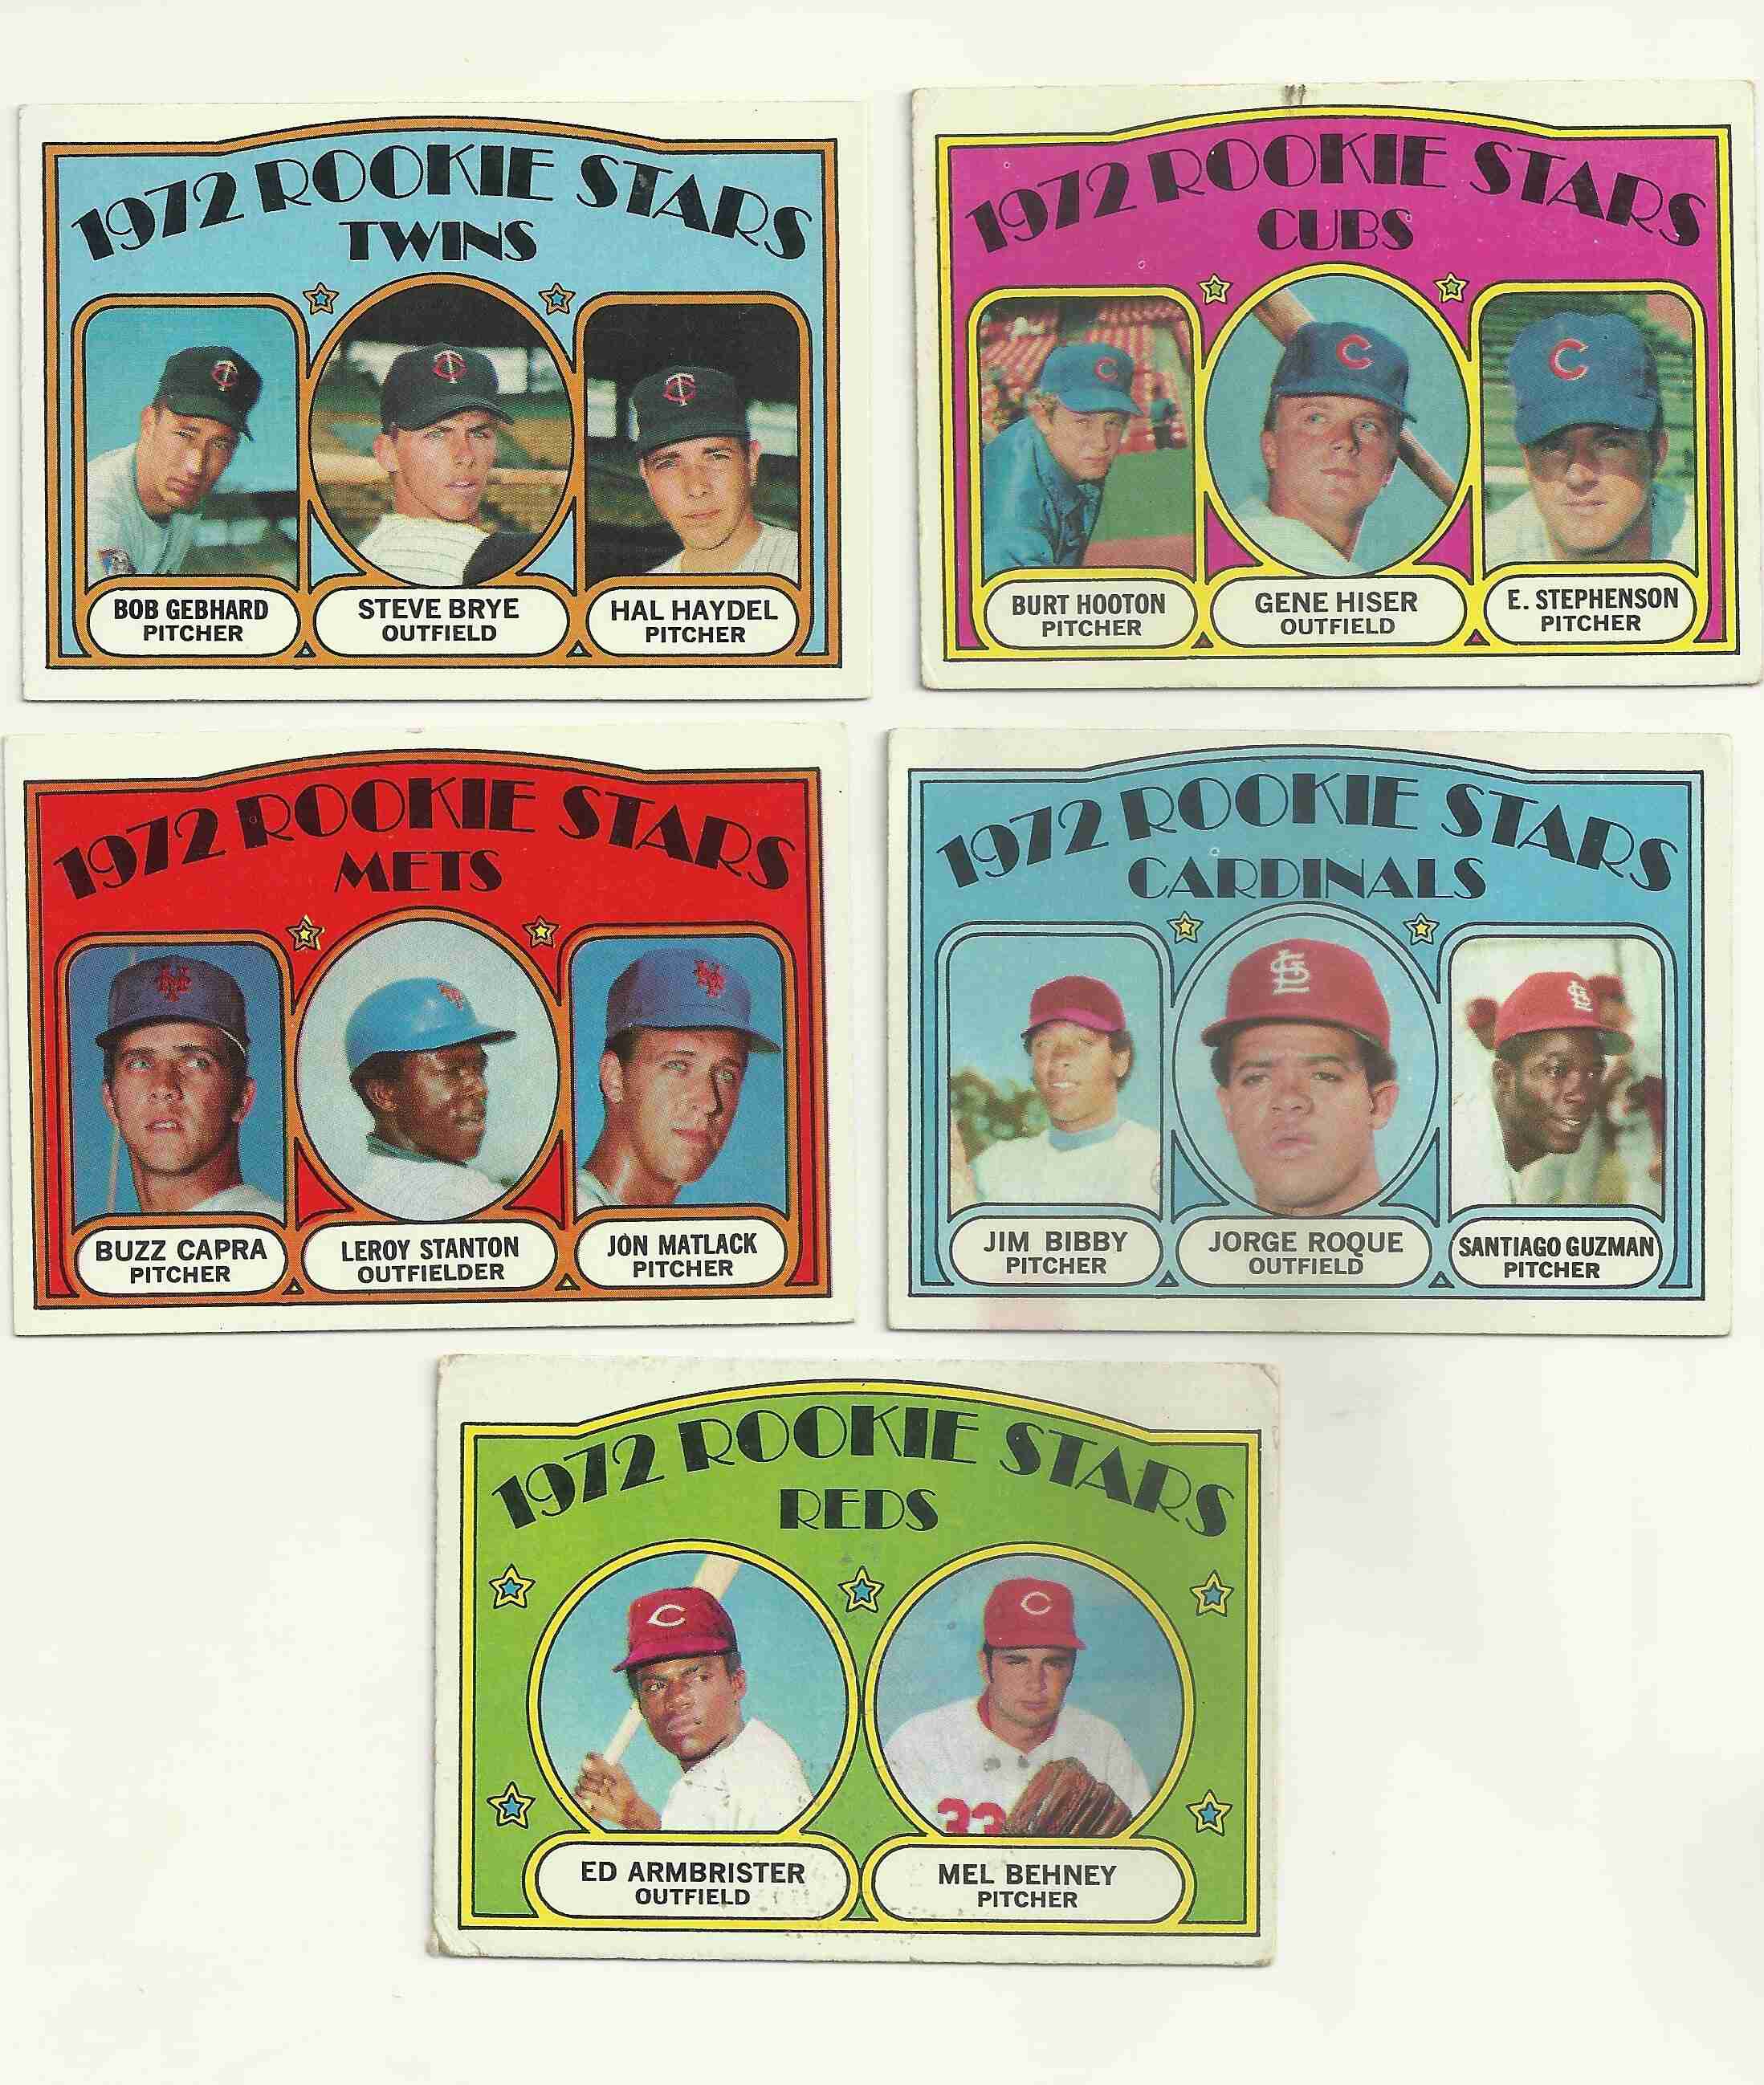 1972 ROOKIE STARS
TWINS
BOB GEBHARD
PITCHER
STEVE BRYE
OUTFIELD
HAL HAYDEL
PITCHER
1972 ROOKIE STARS
CUBS
BURT HOOTON
PITCHER
GENE HISER
OUTFIELD
E. STEPHENSON
PITCHER
1972 ROOKIE STARS
METS
BUZZ CAPRA
PITCHER
LEROY STANTON
OUTFIELDER
JON MATLACK
PITCHER
1972 ROOKIE STARS
CARDINALS
JIM BIBBY
PITCHER
JORGE ROQUE
OUTFIELD
SANTIAGO GUZMAN
PITCHER
1972 ROOKIE STARS
REDS
33
ED ARMBRISTER
OUTFIELD
MEL BEHNEY
PITCHER